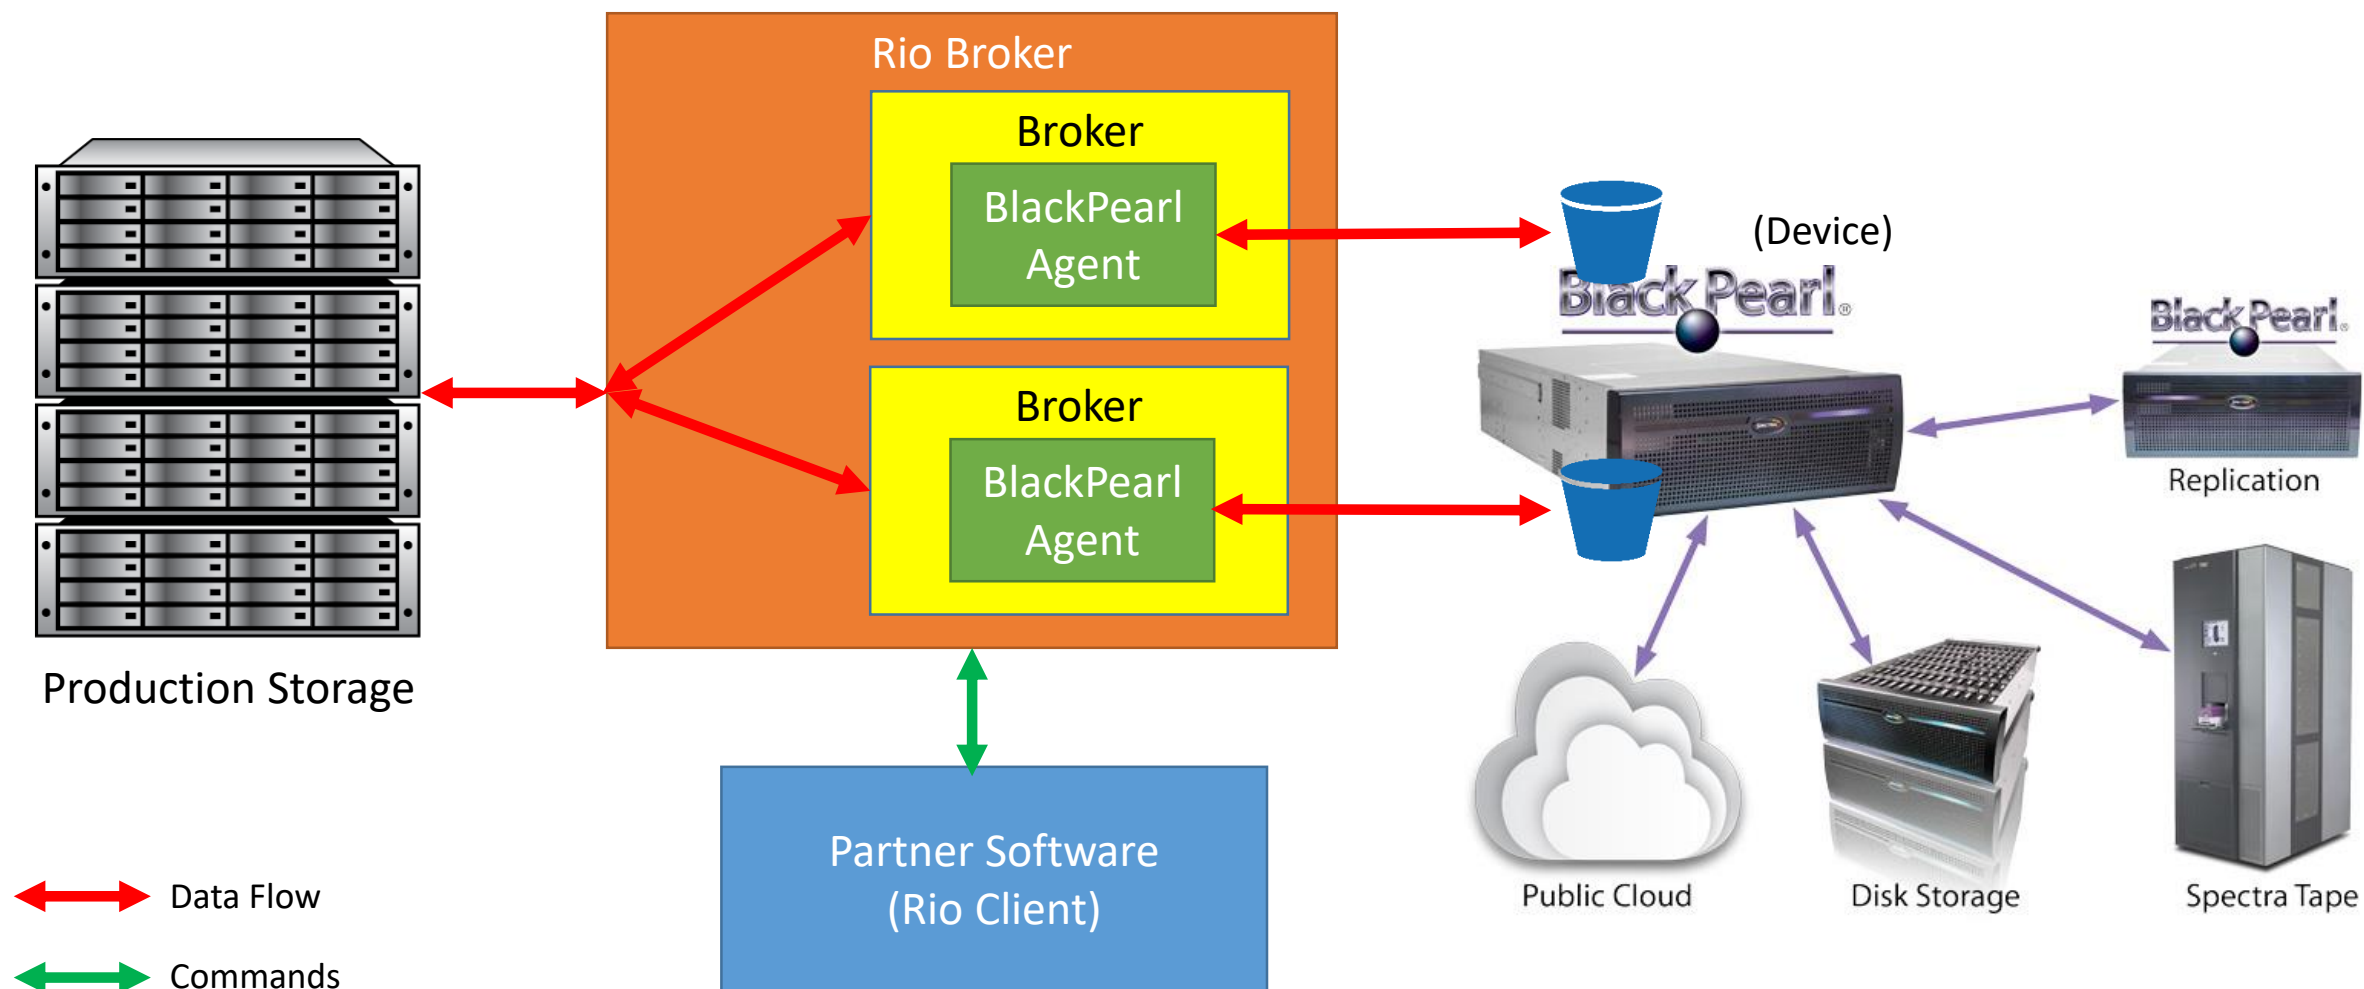 Rio Broker
Broker
BlackPearl
Agent
Broker
BlackPearl
Agent
(Device)
Black Pearl®
Black Pearl®
Replication
Production Storage
Partner Software
(Rio Client)
Public Cloud
Disk Storage
Spectra Tape
Data Flow
Commands